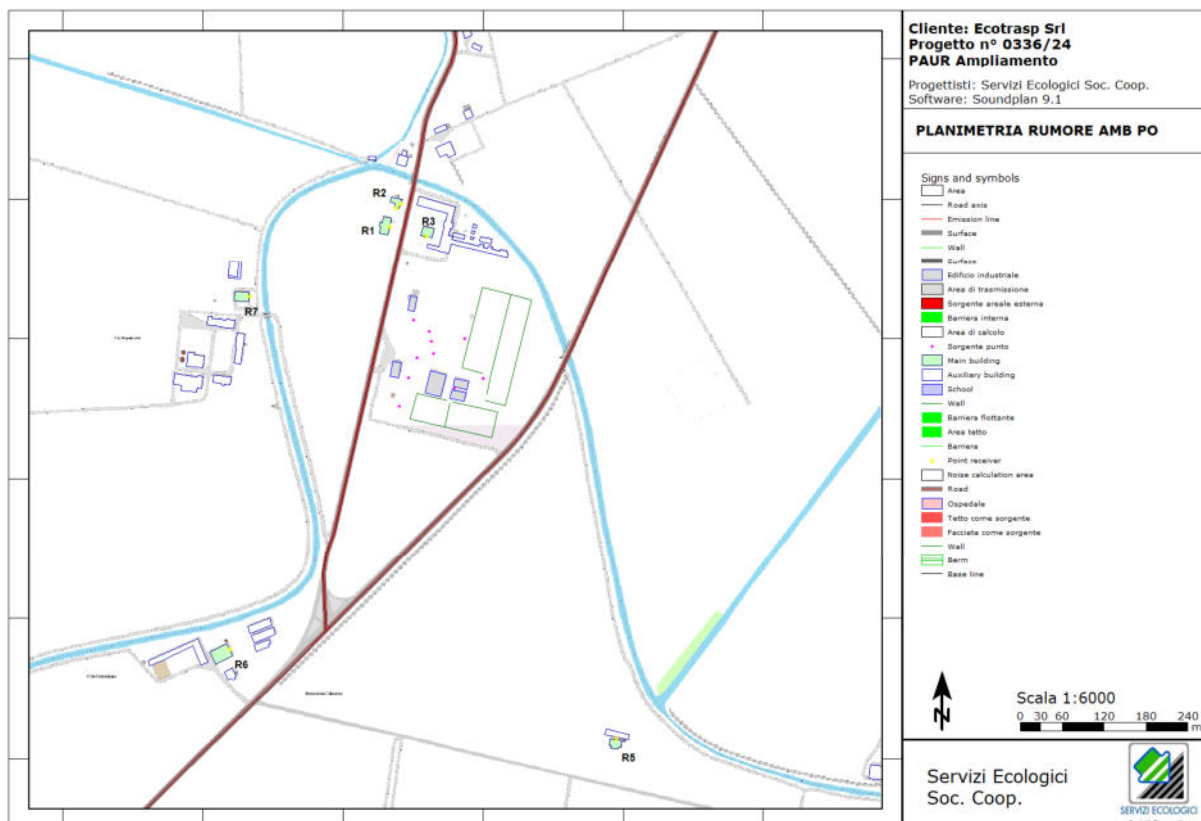 Cliente: Ecotrasp Srl
Progetto n° 0336/24
PAUR Ampliamento
Progettisti: Servizi Ecologici Soc. Coop.
Software: Soundplan 9.1
PLANIMETRIA RUMORE AMB PO
Signs and symbols
Area
Road axis
Emission line
Surface
Wall
Surface
Edificio industriale
Area di trasmissione
Sorgente areale esterna
Barriera interna
Area di calcolo
Sorgente punto
Main building
Auxiliary building
School
Wall
Barriera flottante
Area tetto
Barriera
Point receiver
Noise calculation area
Road
Ospedale
Tetto come sorgente
Facciata come sorgente
Wall
Berm
Base line
R2
R1
R3
R7
R6
R5
N
Scala 1:6000
0 30 60 120 180 240
m
Servizi Ecologici
Soc. Coop.
SERVIZI ECOLOGICI